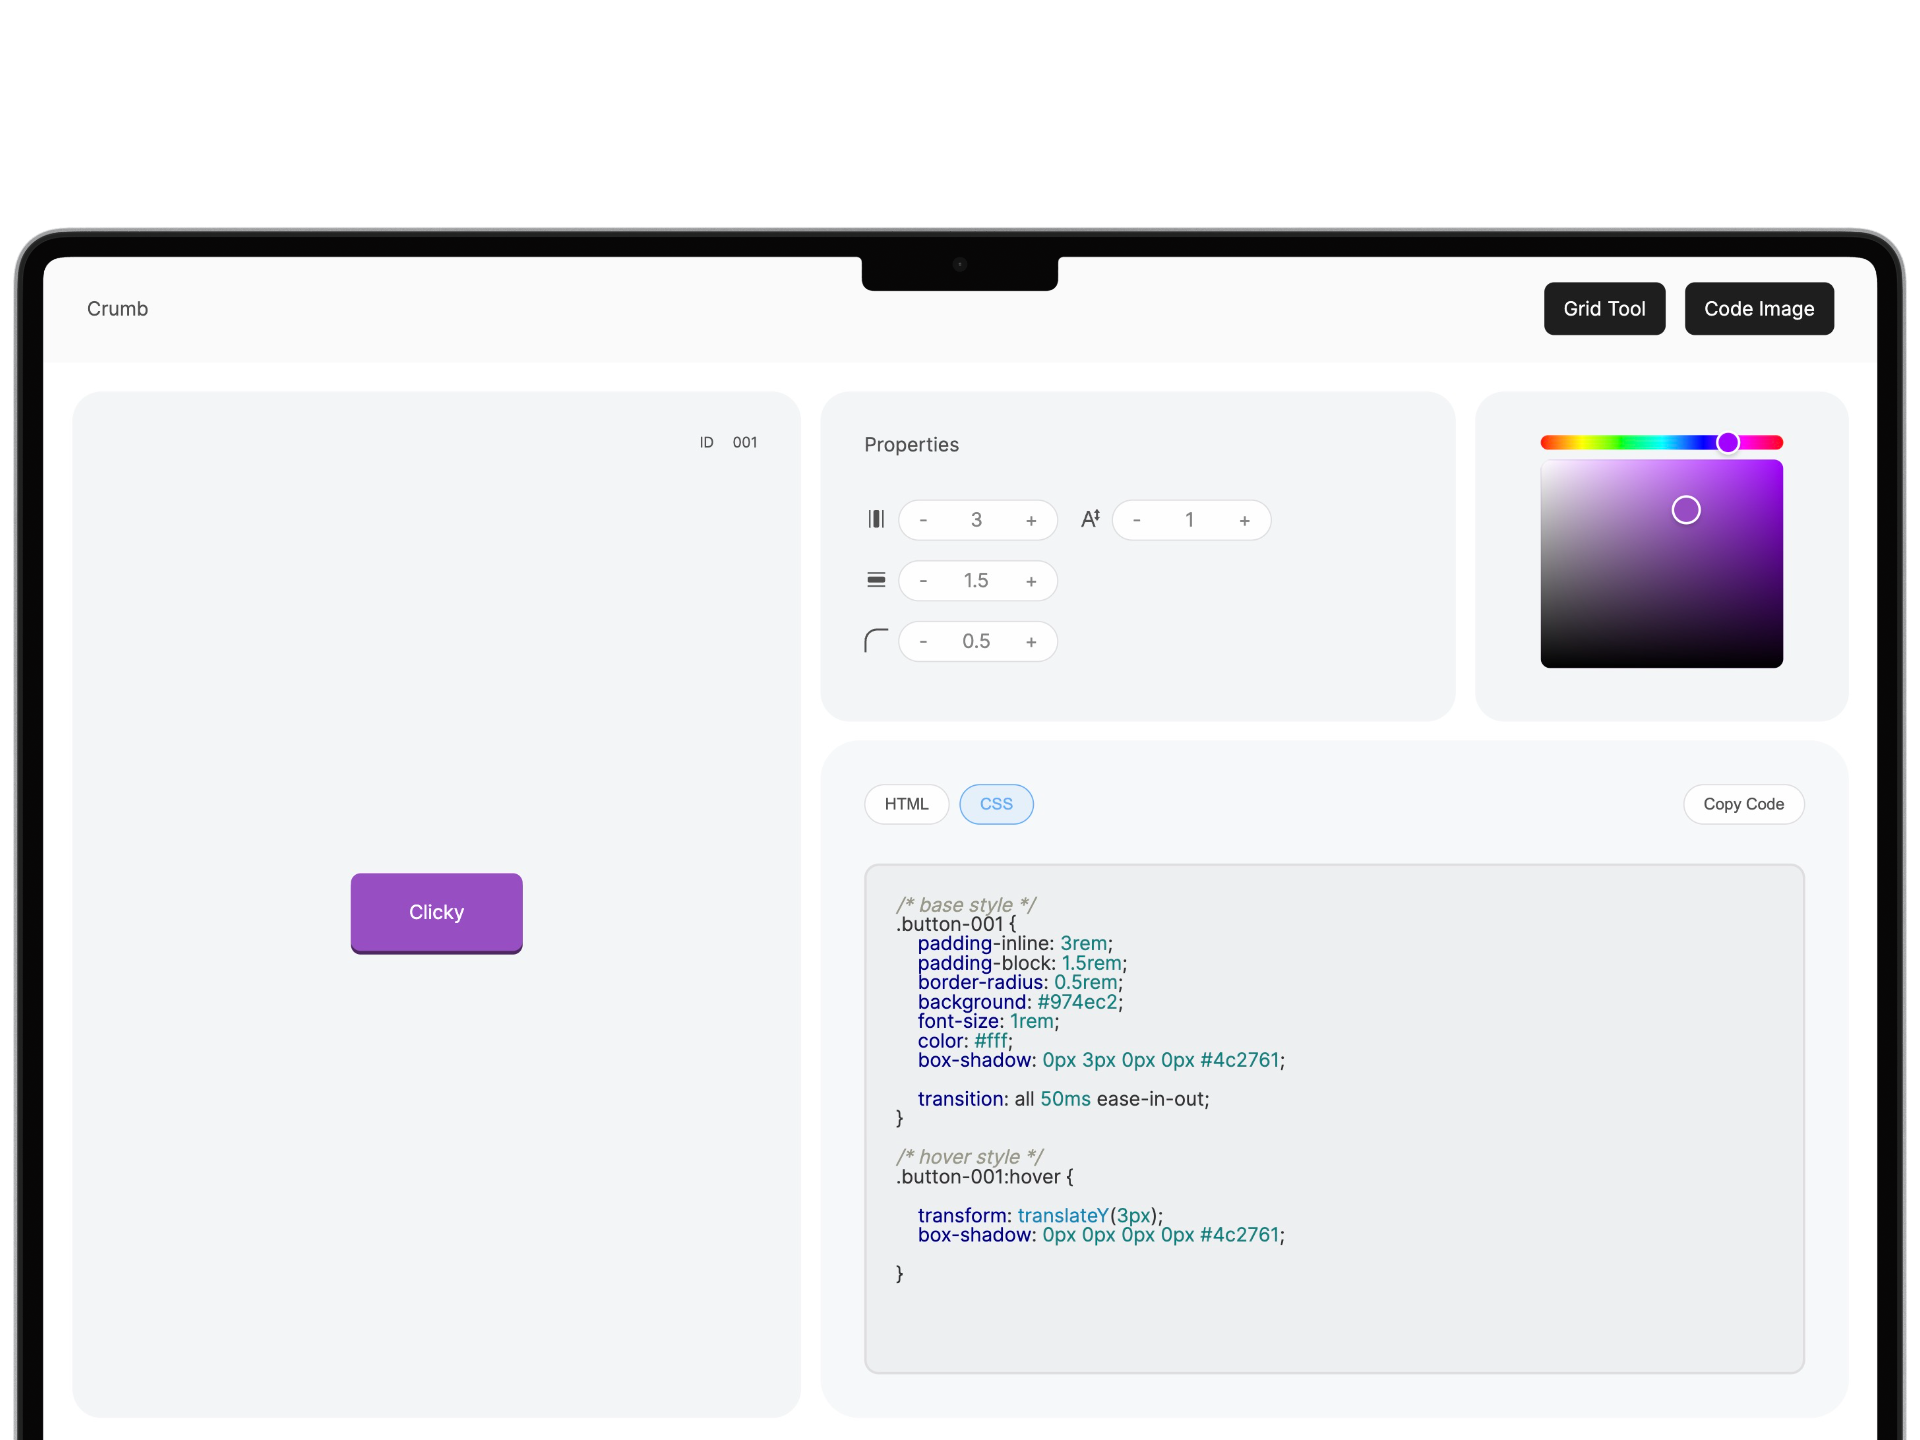 Crumb
Grid Tool
Code Image
ID 001
Properties
- 3 +
A - 1 +
- 1.5 +
- 0.5 +
HTML
CSS
Copy Code
/* base style */
.button-001 {
padding-inline: 3rem;
padding-block: 1.5rem;
border-radius: 0.5rem;
background: #974ec2;
font-size: 1rem;
color: #fff;
box-shadow: 0px 3px 0px 0px #4c2761;
transition: all 50ms ease-in-out;
}
/* hover style */
.button-001:hover {
transform: translateY(3px);
box-shadow: 0px 0px 0px 0px #4c2761;
}
Clicky